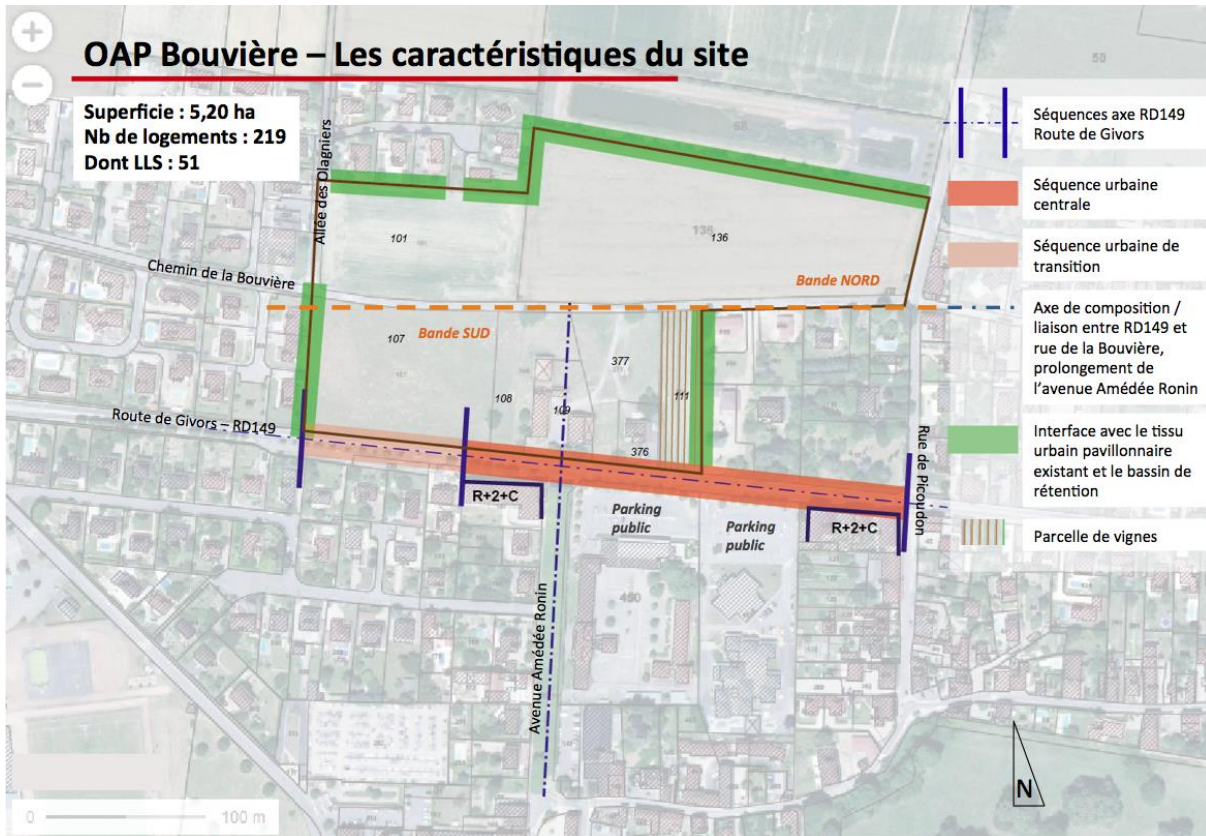 OAP Bouvière – Les caractéristiques du site
Superficie : 5,20 ha
Nb de logements : 219
Dont LLS : 51
Allée des Olagniers
Chemin de la Bouvière
Route de Givors – RD149
101
136
136
Bande NORD
Bande SUD
107
108
109
377
111
376
R+2+C
Parking
public
Parking
public
R+2+C
450
Avenue Amédée Ronin
Rue de Picoudon
Séquences axe RD149
Route de Givors
Séquence urbaine
centrale
Séquence urbaine de
transition
Axe de composition /
liaison entre RD149 et
rue de la Bouvière,
prolongement de
l'avenue Amédée Ronin
Interface avec le tissu
urbain pavillonnaire
existant et le bassin de
rétention
Parcelle de vignes
N
0
100 m